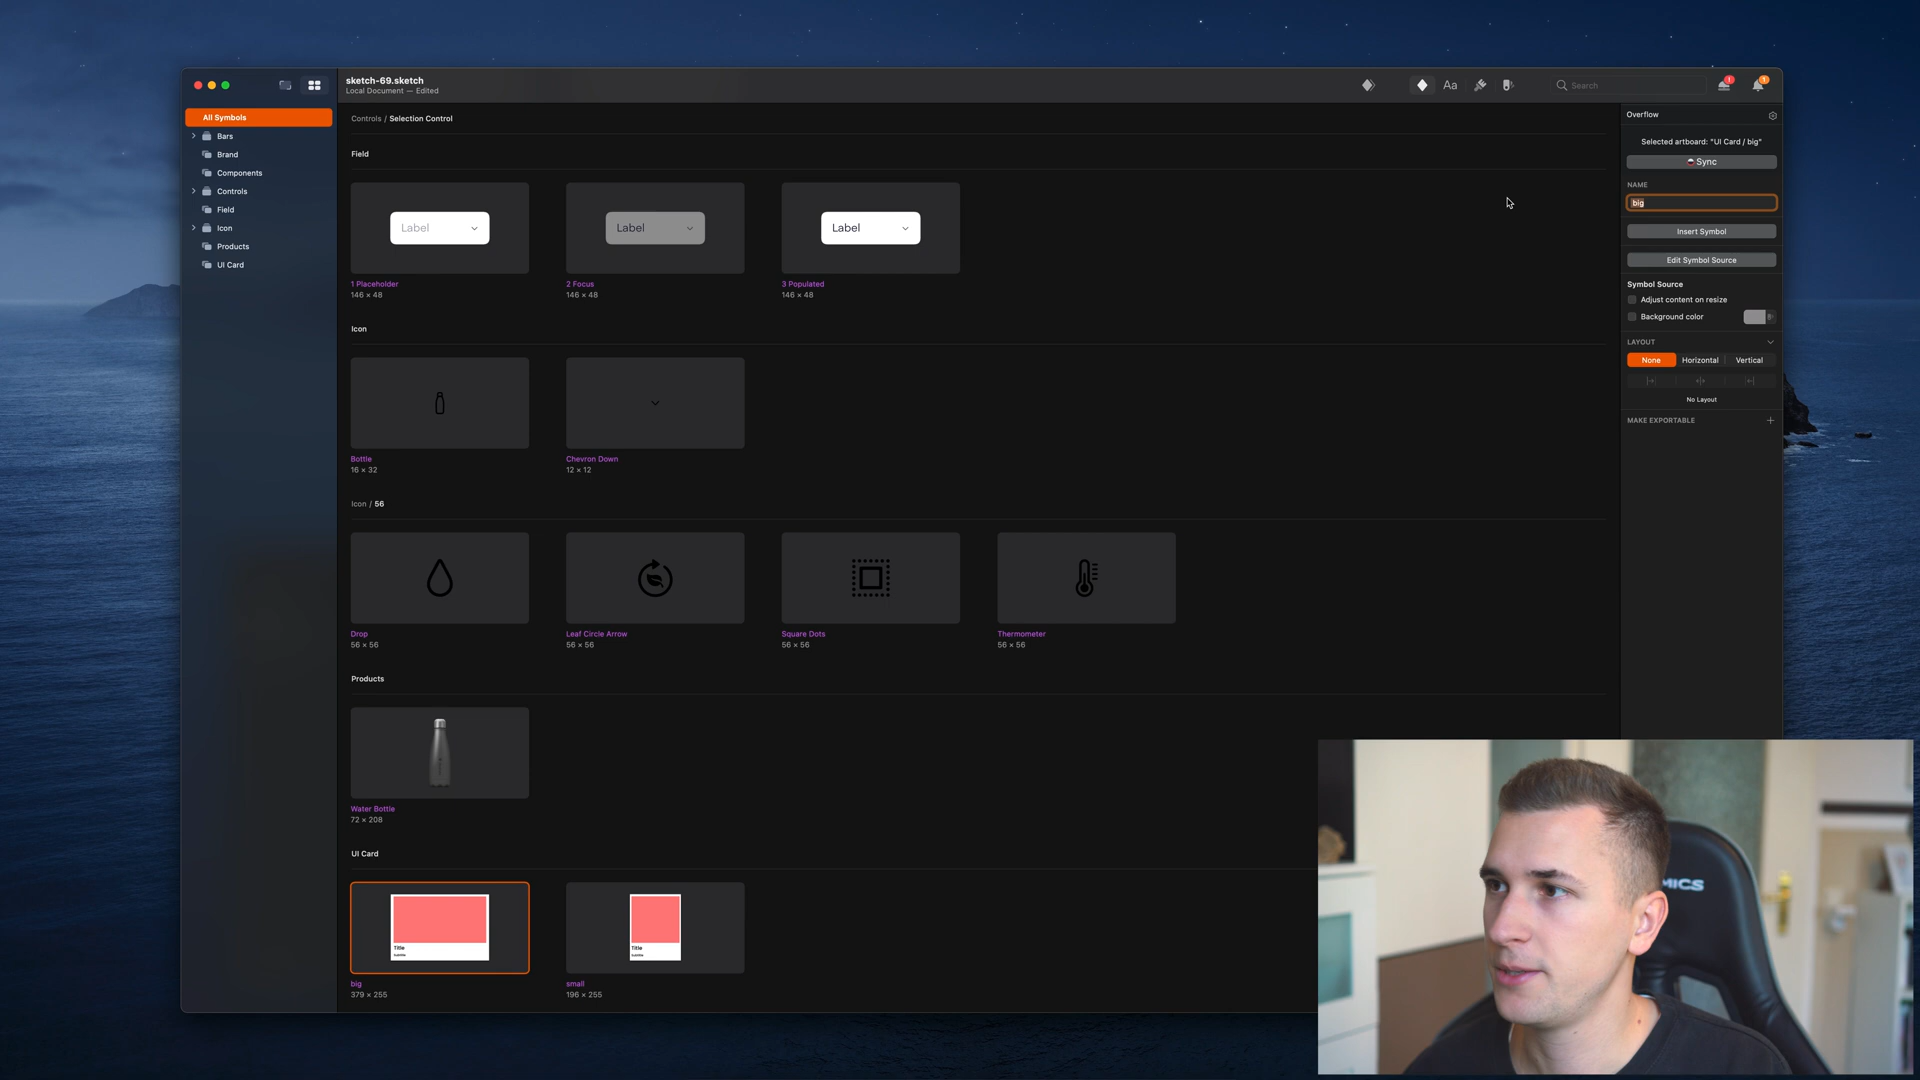 sketch-69.sketch
Local Document — Edited
Aa
Search
1
1
All Symbols
Bars
Brand
Components
Controls
Field
Icon
Products
UI Card
Controls / Selection Control
Field
Label
Label
Label
1 Placeholder
146 × 48
2 Focus
146 × 48
3 Populated
146 × 48
Icon
Bottle
16 × 32
Chevron Down
12 × 12
Icon / 56
Drop
56 × 56
Leaf Circle Arrow
56 × 56
Square Dots
56 × 56
Thermometer
56 × 56
Products
Water Bottle
72 × 208
UI Card
Title
Title
big
379 × 255
small
196 × 255
Overflow
Selected artboard: "UI Card / big"
Sync
NAME
big
Insert Symbol
Edit Symbol Source
Symbol Source
Adjust content on resize
Background color
LAYOUT
None
Horizontal
Vertical
No Layout
MAKE EXPORTABLE